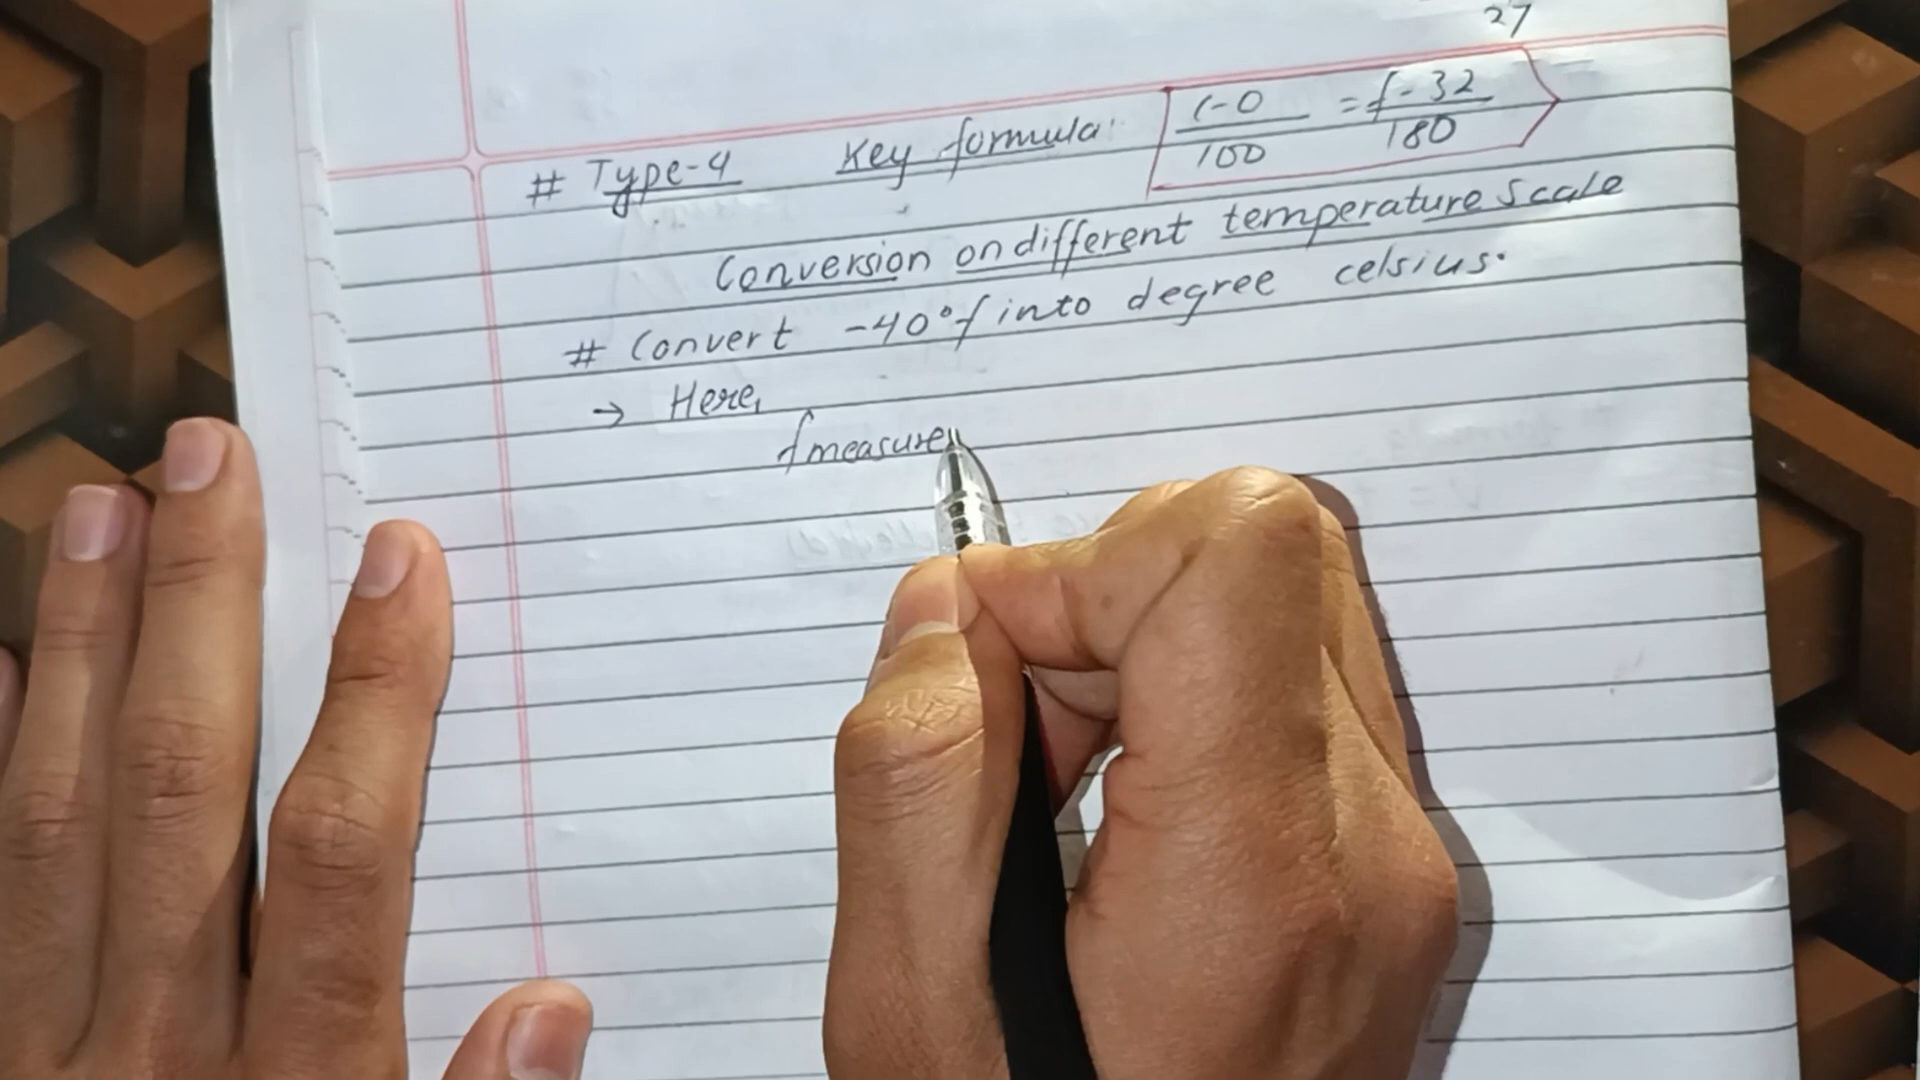 27
# Type-4 Key formula: C-0/100 = f-32/180
Conversion on different temperature Scale
# Convert -40°f into degree celsius.
→ Here,
fmeasure